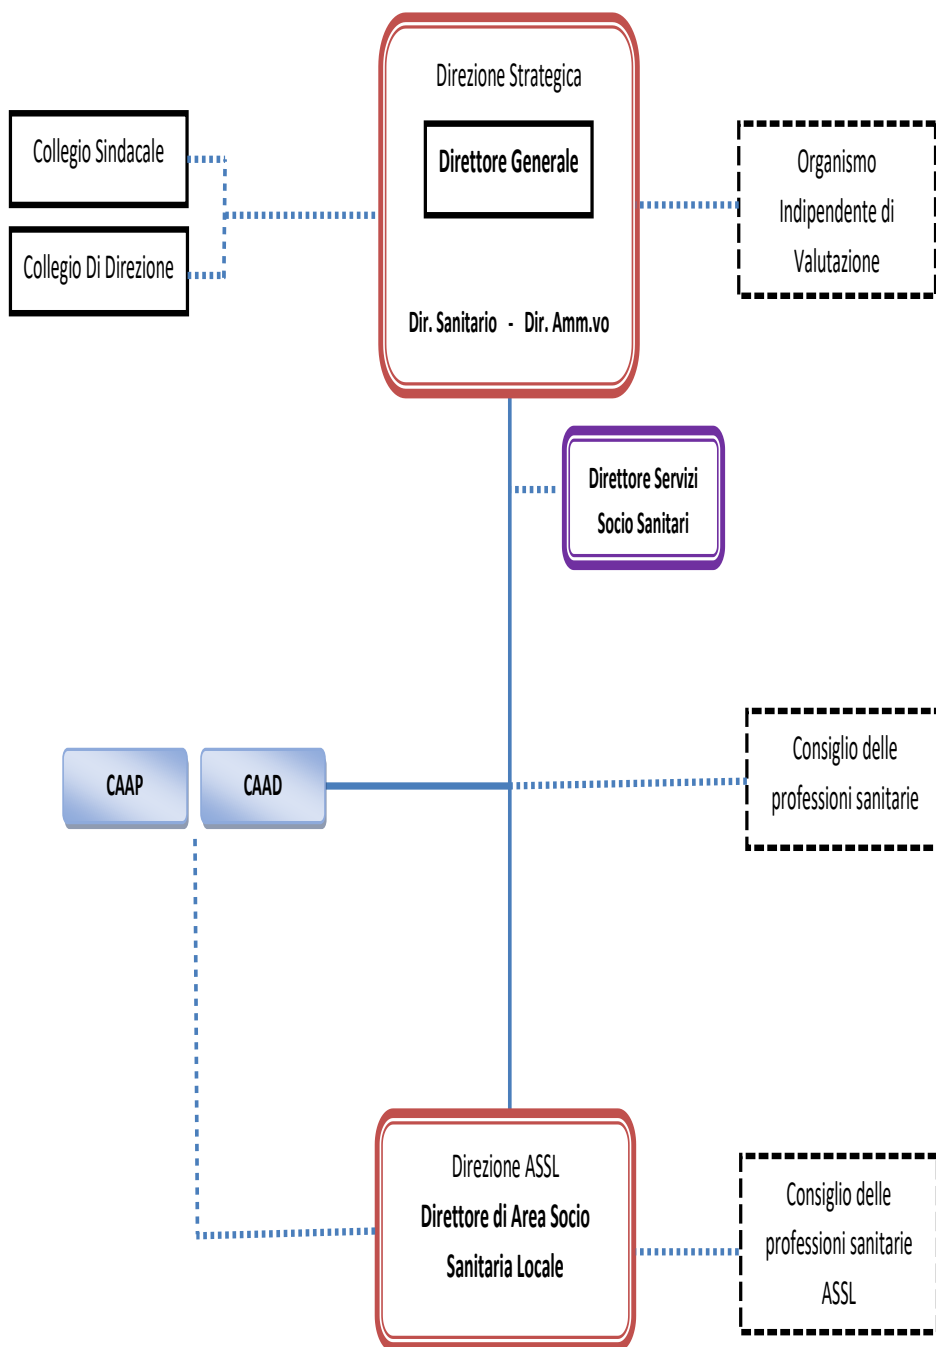 Direzione Strategica
Direttore Generale
Dir. Sanitario - Dir. Amm.vo
Collegio Sindacale
Collegio Di Direzione
Organismo
Indipendente di
Valutazione
Direttore Servizi
Socio Sanitari
CAAP
CAAD
Consiglio delle
professioni sanitarie
Direzione ASSL
Direttore di Area Socio
Sanitaria Locale
Consiglio delle
professioni sanitarie
ASSL